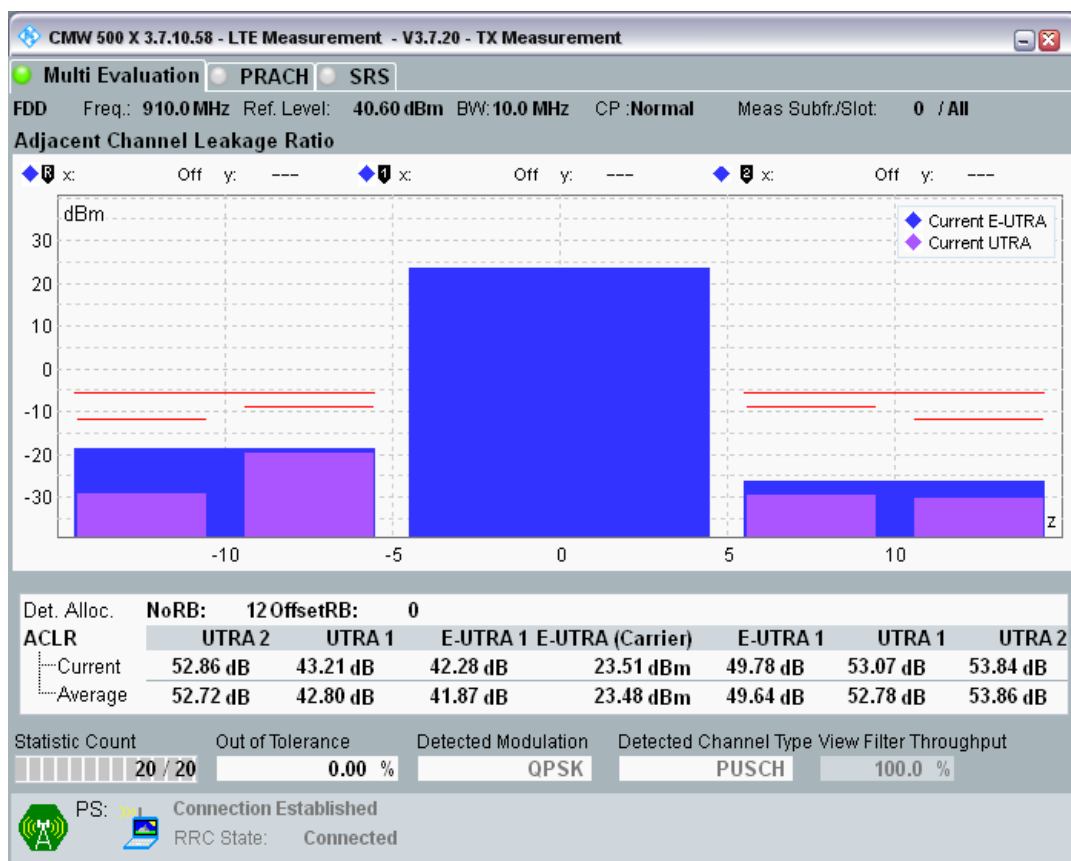 CMW 500 X 3.7.10.58 - LTE Measurement - V3.7.20 - TX Measurement
Multi Evaluation PRACH SRS
FDD Freq.: 910.0 MHz Ref. Level: 40.60 dBm BW: 10.0 MHz CP :Normal Meas Subfr./Slot: 0 / All
Adjacent Channel Leakage Ratio
R x: Off y: --- 1 x: Off y: --- 2 x: Off y: ---
dBm
Current E-UTRA
Current UTRA
30
20
10
0
-10
-20
-30
z
-10 -5 0 5 10
Det. Alloc. NoRB: 12 OffsetRB: 0
ACLR UTRA 2 UTRA 1 E-UTRA 1 E-UTRA (Carrier) E-UTRA 1 UTRA 1 UTRA 2
Current 52.86 dB 43.21 dB 42.28 dB 23.51 dBm 49.78 dB 53.07 dB 53.84 dB
Average 52.72 dB 42.80 dB 41.87 dB 23.48 dBm 49.64 dB 52.78 dB 53.86 dB
Statistic Count Out of Tolerance Detected Modulation Detected Channel Type View Filter Throughput
20 / 20 0.00 % QPSK PUSCH 100.0 %
PS: Connection Established
RRC State: Connected